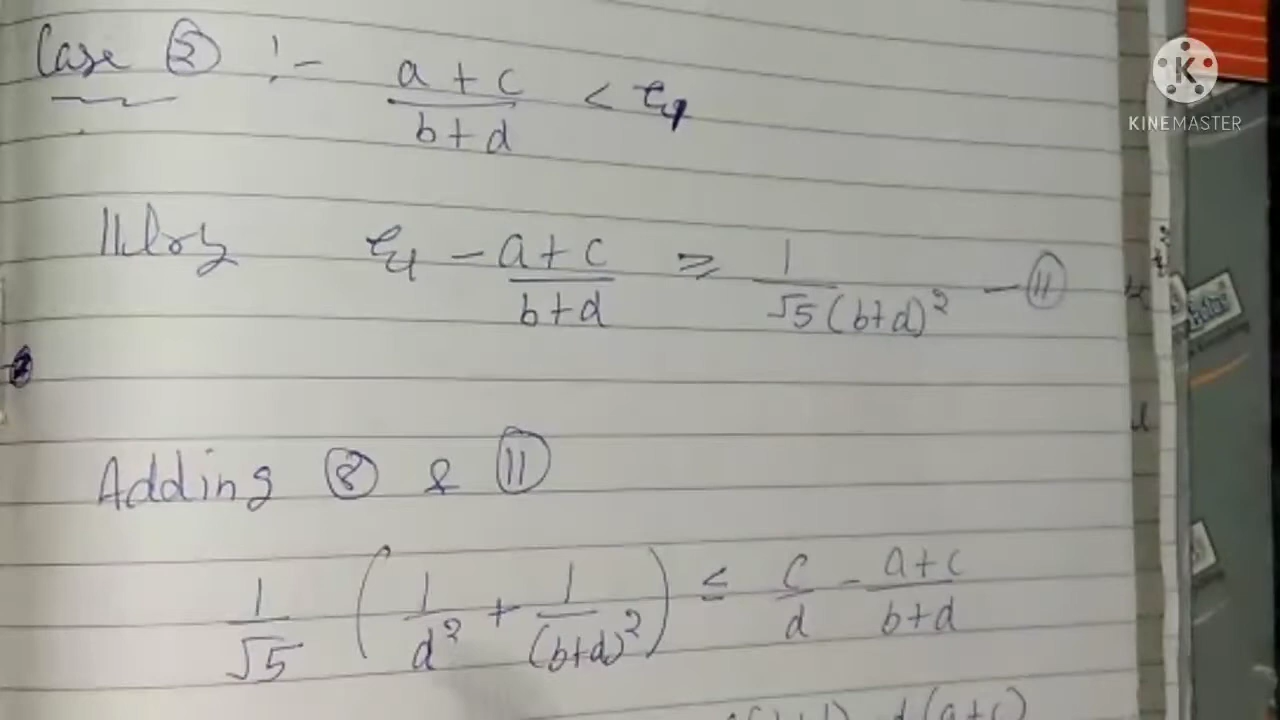 Case ② :- a + c / b + d < ξ
KINEMASTER
||ly ξ - a + c / b + d ≥ 1 / √5 (b+d)² - ⑪
Adding ⑧ & ⑪
1 / √5 ( 1 / d² + 1 / (b+d)² ) ≤ c / d - a + c / b + d
d(a+c)